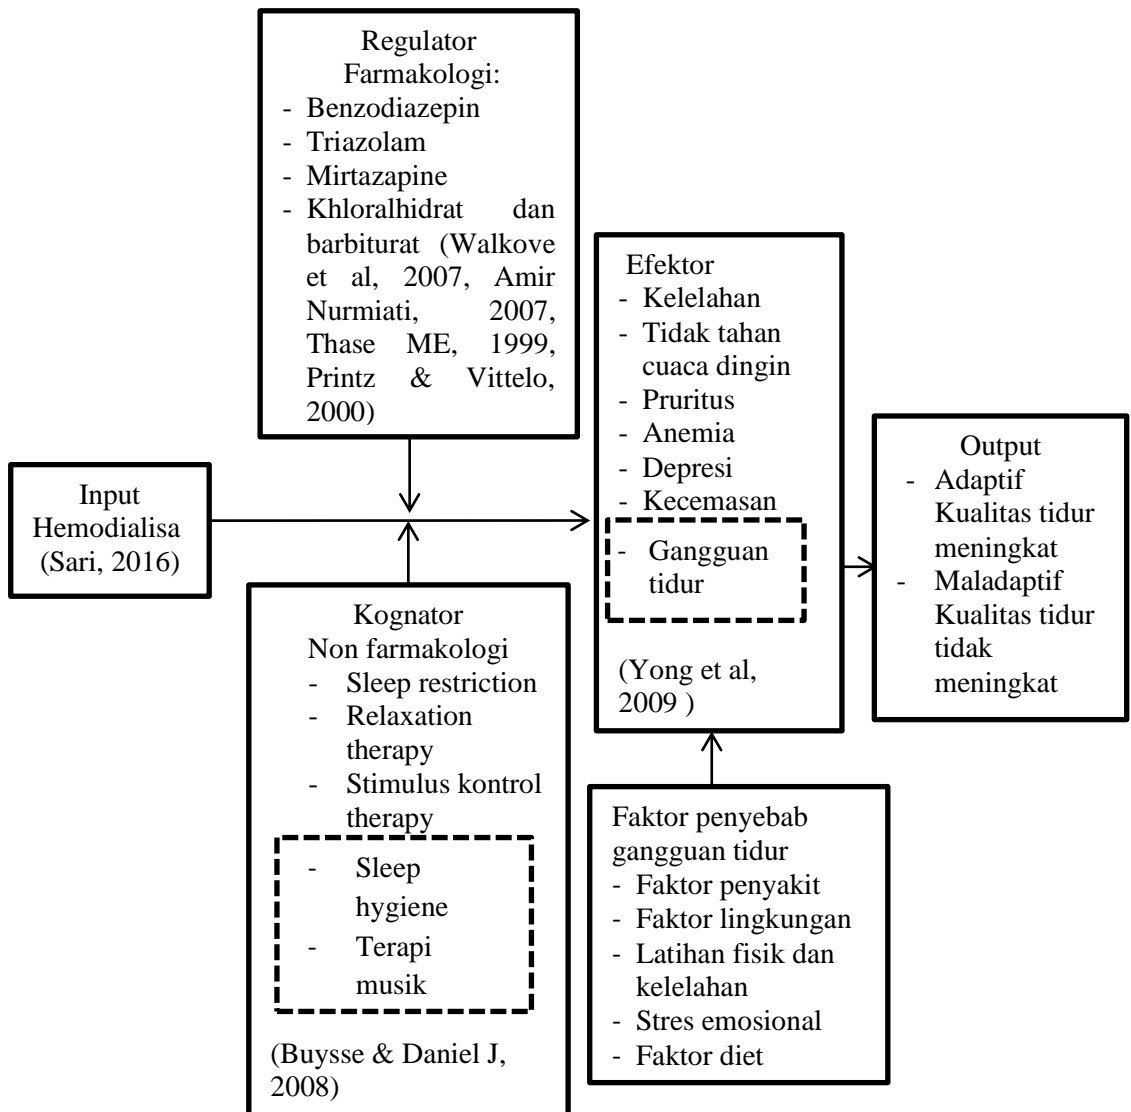 Regulator
Farmakologi:
- Benzodiazepin
- Triazolam
- Mirtazapine
- Khloralhidrat dan
barbiturat (Walkove
et al, 2007, Amir
Nurmiati, 2007,
Thase ME, 1999,
Printz & Vittelo,
2000)
Input
Hemodialisa
(Sari, 2016)
Kognator
Non farmakologi
- Sleep restriction
- Relaxation
therapy
- Stimulus kontrol
therapy
- Sleep
hygiene
- Terapi
musik
(Buysse & Daniel J,
2008)
Efektor
- Kelelahan
- Tidak tahan
cuaca dingin
- Pruritus
- Anemia
- Depresi
- Kecemasan
- Gangguan
tidur
(Yong et al,
2009 )
Faktor penyebab
gangguan tidur
- Faktor penyakit
- Faktor lingkungan
- Latihan fisik dan
kelelahan
- Stres emosional
- Faktor diet
Output
- Adaptif
Kualitas tidur
meningkat
- Maladaptif
Kualitas tidur
tidak
meningkat